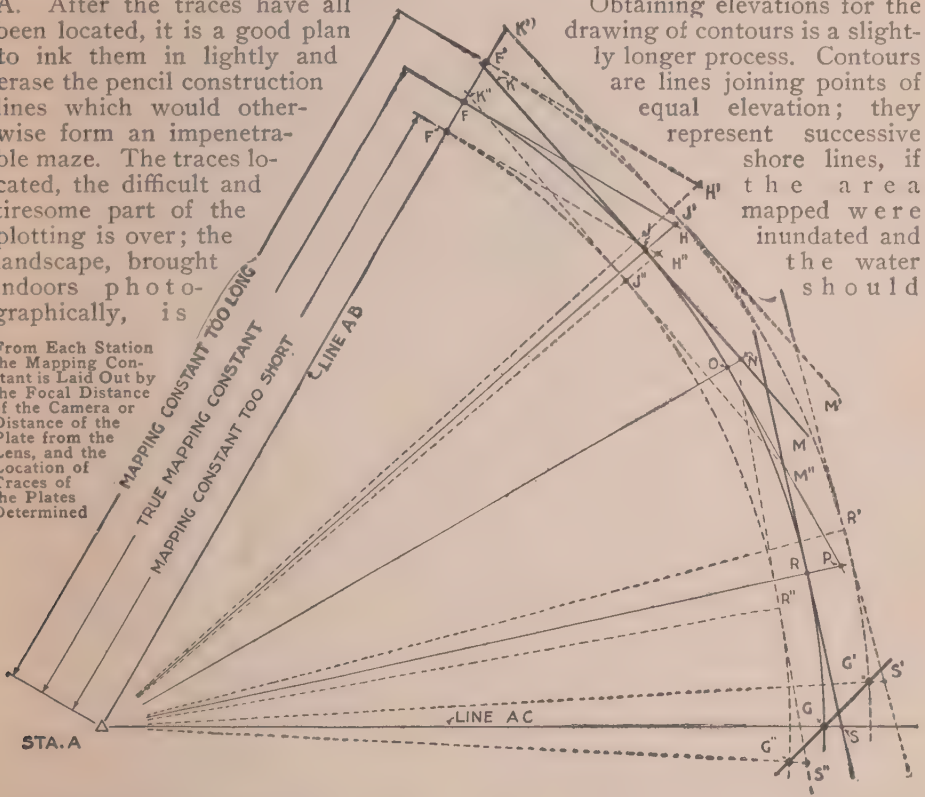 A. After the traces have all
been located, it is a good plan
to ink them in lightly and
erase the pencil construction
lines which would other-
wise form an impenetra-
ble maze. The traces lo-
cated, the difficult and
tiresome part of the
plotting is over; the
landscape, brought
indoors photo-
graphically, is
From Each Station
the Mapping Con-
stant is Laid Out by
the Focal Distance
of the Camera or
Distance of the
Plate from the
Lens, and the
Location of
Traces of
the Plates
Determined
Obtaining elevations for the
drawing of contours is a slight-
ly longer process. Contours
are lines joining points of
equal elevation; they
represent successive
shore lines, if
the area
mapped were
inundated and
the water
should
MAPPING CONSTANT TOO LONG
TRUE MAPPING CONSTANT
MAPPING CONSTANT TOO SHORT
LINE AB
K'
F'
K
K"
F
F"
H'
J'
H
J
H"
J"
O
N
M'
M
M"
R'
R
P
R"
G'
S'
G
S
G"
S"
LINE AC
STA. A